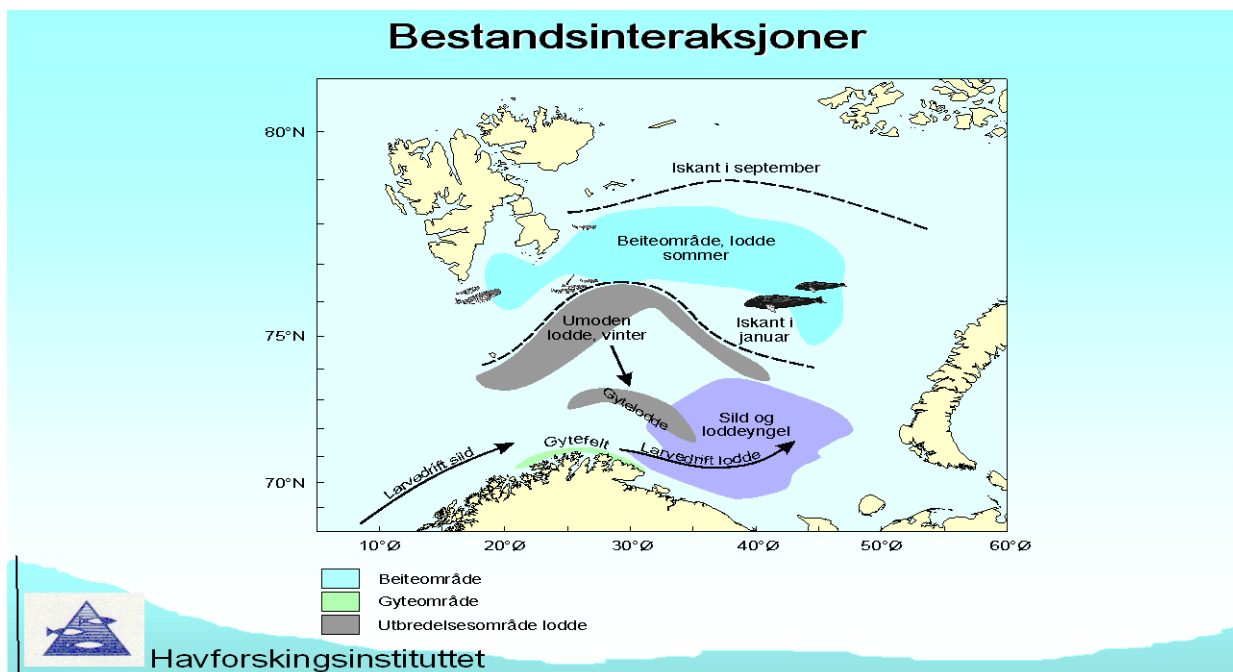 Bestandsinteraksjoner
80°N
75°N
70°N
Iskant i september
Beiteområde, lodde
sommer
Umoden
lodde, vinter
Iskant i
januar
Gytelodde
Sild og
loddeyngel
Gytefelt
Larvedrift sild
Larvedrift lodde
10°Ø 20°Ø 30°Ø 40°Ø 50°Ø 60°Ø
Beiteområde
Gyteområde
Utbredelsesområde lodde
Havforskingsinstituttet